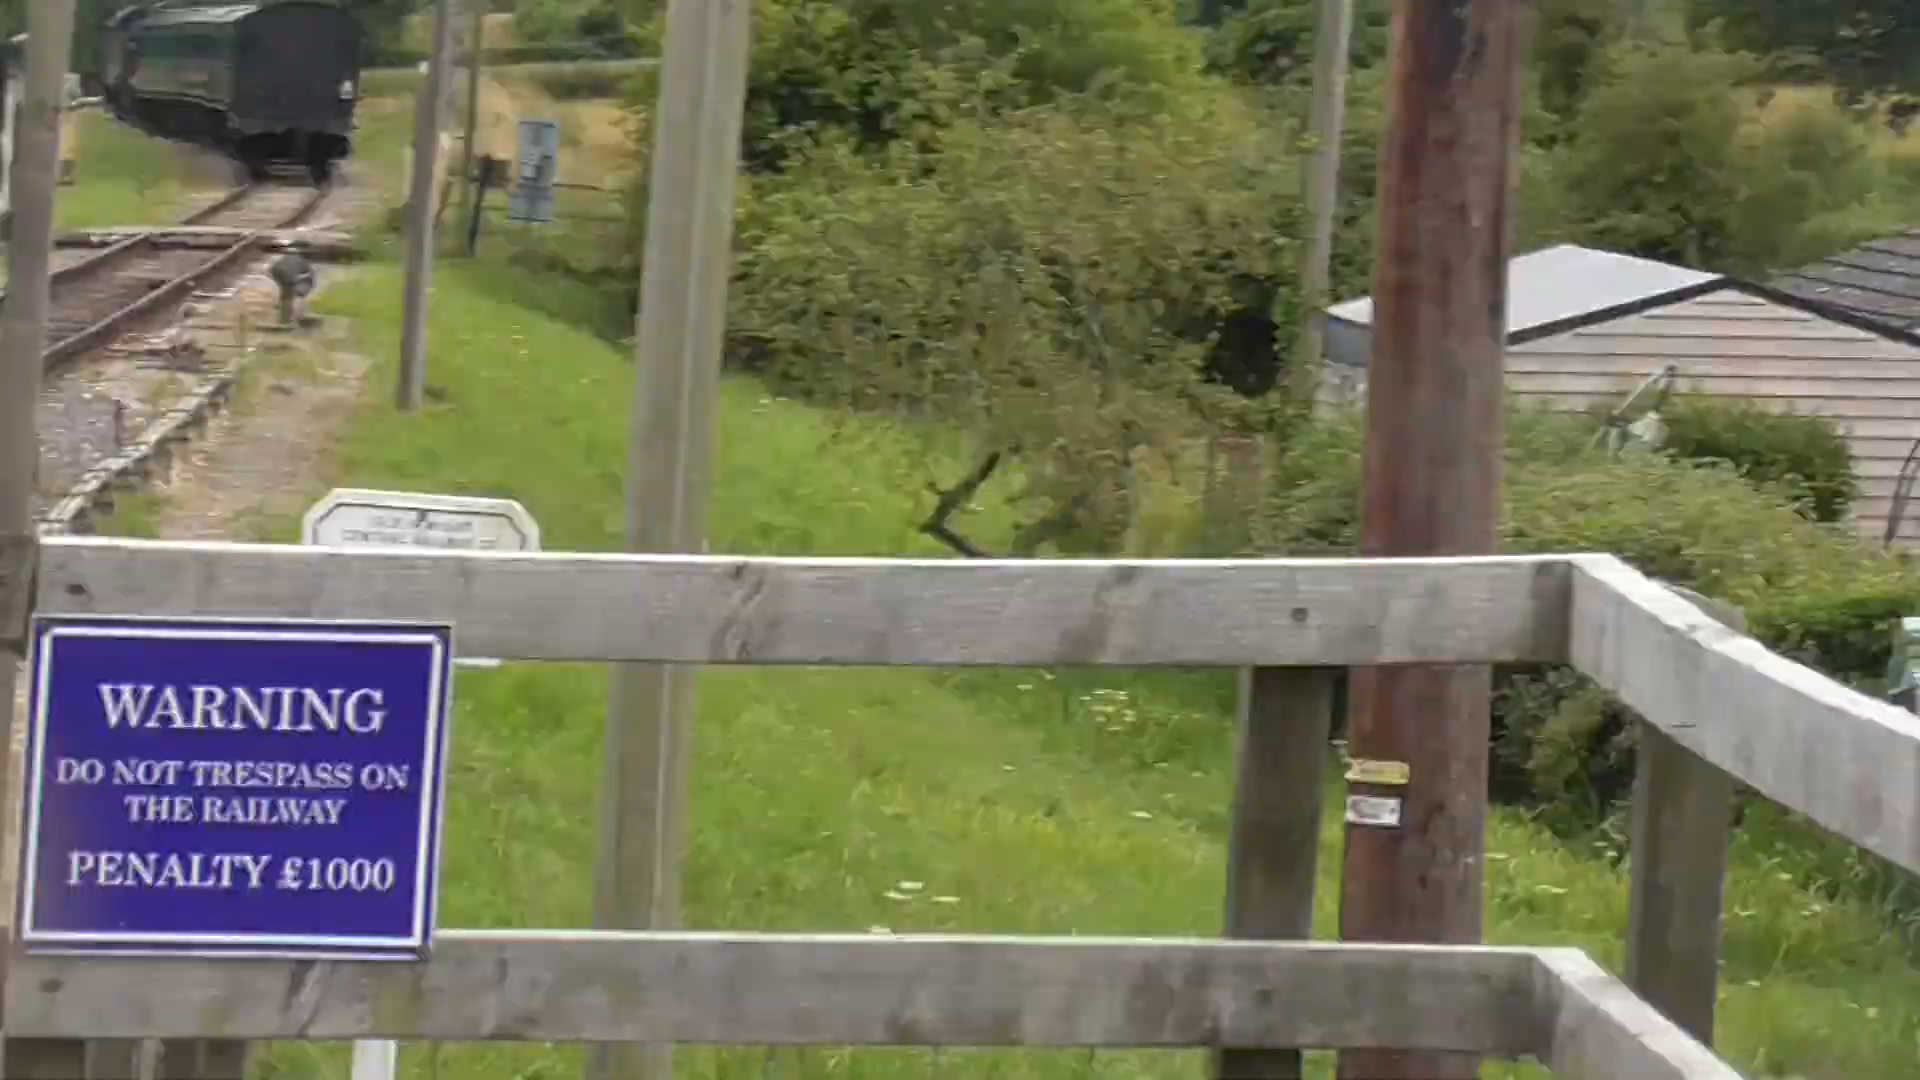 WARNING
DO NOT TRESPASS ON
THE RAILWAY
PENALTY £1000